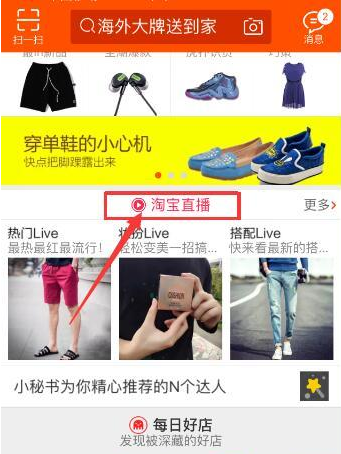 海外大牌送到家
扫一扫
2
消息
穿单鞋的小心机
快点把脚踝露出来
淘宝直播
更多>
热门Live
妆扮Live
搭配Live
最热最红最流行!
轻松变美一招搞...
快来看最新的搭...
CUSHION
小秘书为你精心推荐的N个达人
每日好店
发现被深藏的好店